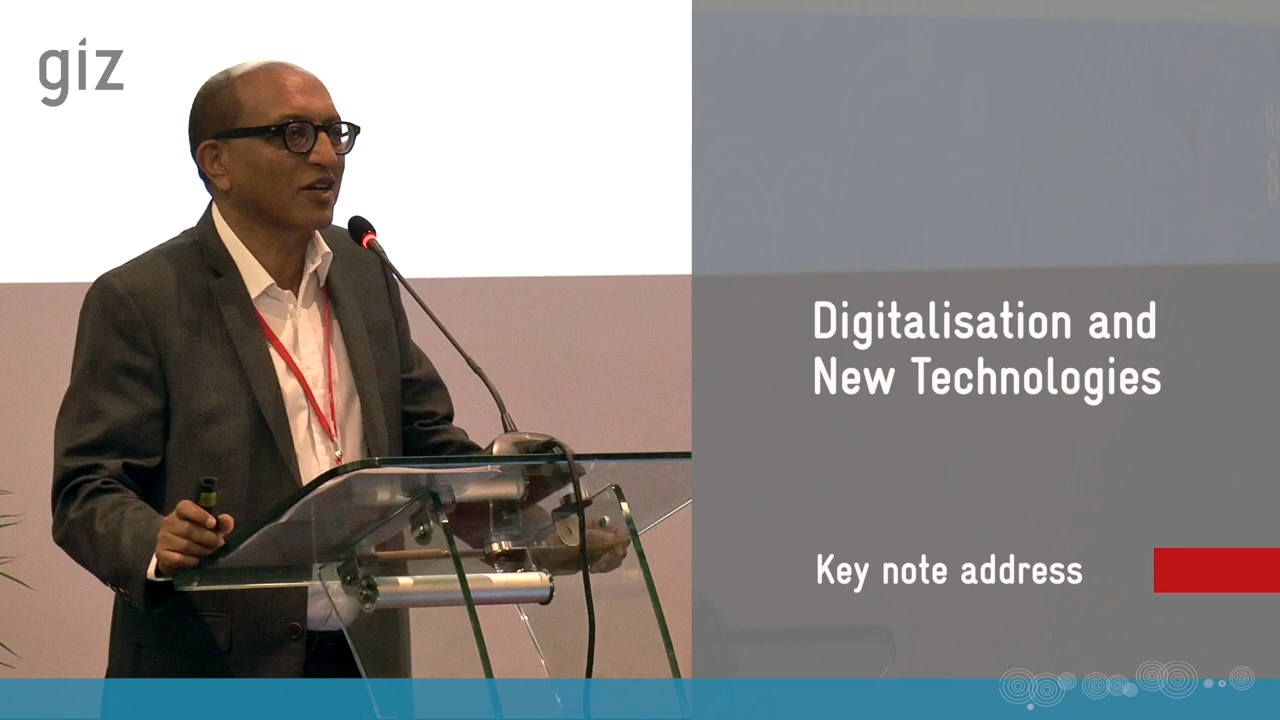 giz
Digitalisation and
New Technologies
Key note address